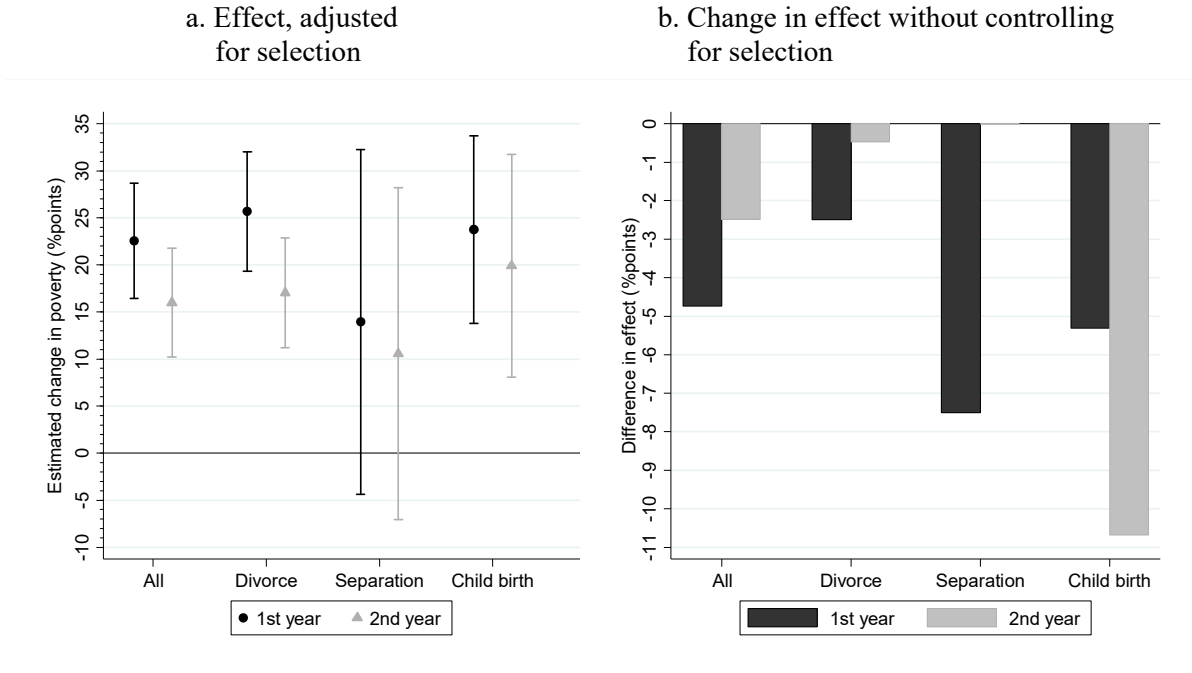 a. Effect, adjusted
for selection
b. Change in effect without controlling
for selection
Estimated change in poverty (%points)
35
30
25
20
15
10
5
0
-5
-10
All
Divorce
Separation
Child birth
1st year
2nd year
Difference in effect (%points)
0
-1
-2
-3
-4
-5
-6
-7
-8
-9
-10
-11
All
Divorce
Separation
Child birth
1st year
2nd year